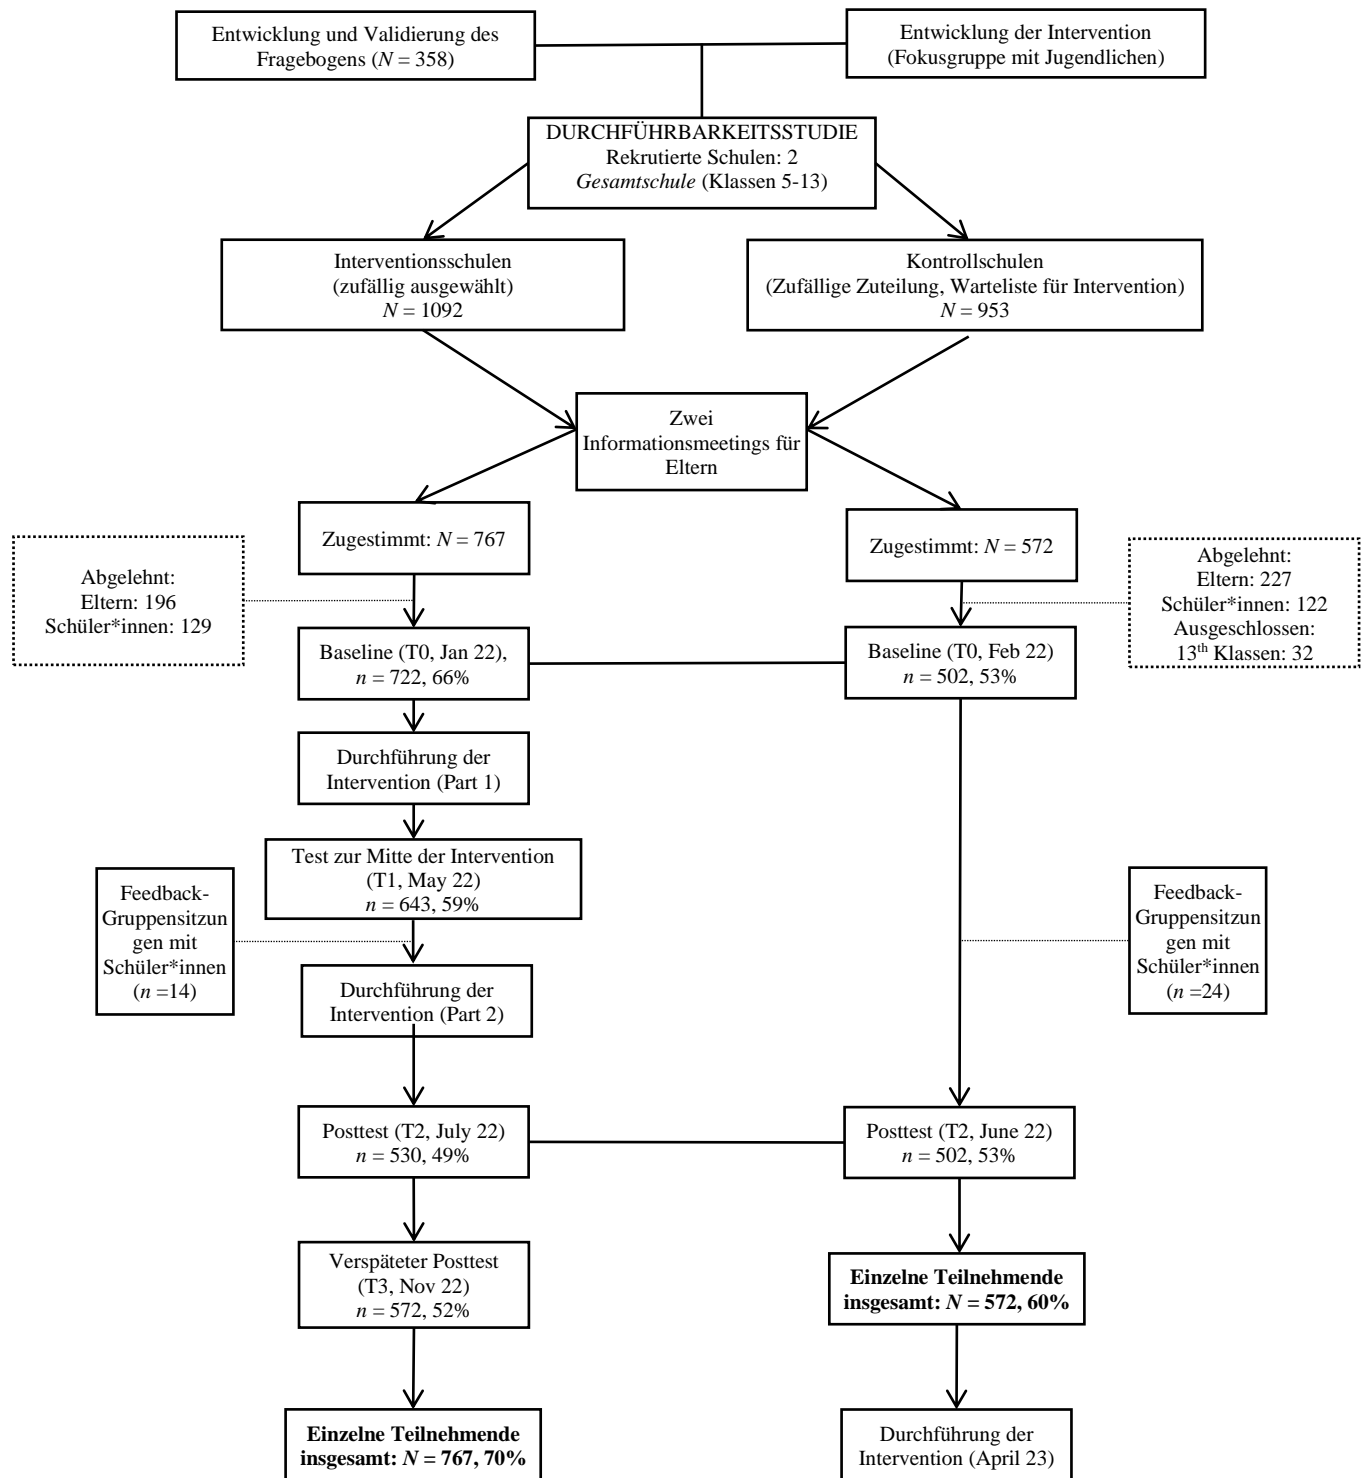 Entwicklung und Validierung des
Fragebogens (N = 358)
Entwicklung der Intervention
(Fokusgruppe mit Jugendlichen)
DURCHFÜHRBARKEITSSTUDIE
Rekrutierte Schulen: 2
Gesamtschule (Klassen 5-13)
Interventionsschulen
(zufällig ausgewählt)
N = 1092
Kontrollschulen
(Zufällige Zuteilung, Warteliste für Intervention)
N = 953
Zwei
Informationsmeetings für
Eltern
Zugestimmt: N = 767
Zugestimmt: N = 572
Abgelehnt:
Eltern: 196
Schüler*innen: 129
Abgelehnt:
Eltern: 227
Schüler*innen: 122
Ausgeschlossen:
13th Klassen: 32
Baseline (T0, Jan 22),
n = 722, 66%
Baseline (T0, Feb 22)
n = 502, 53%
Durchführung der
Intervention (Part 1)
Test zur Mitte der Intervention
(T1, May 22)
n = 643, 59%
Feedback-
Gruppensitzun
gen mit
Schüler*innen
(n =14)
Feedback-
Gruppensitzun
gen mit
Schüler*innen
(n =24)
Durchführung der
Intervention (Part 2)
Posttest (T2, July 22)
n = 530, 49%
Posttest (T2, June 22)
n = 502, 53%
Verspäteter Posttest
(T3, Nov 22)
n = 572, 52%
Einzelne Teilnehmende
insgesamt: N = 572, 60%
Einzelne Teilnehmende
insgesamt: N = 767, 70%
Durchführung der
Intervention (April 23)